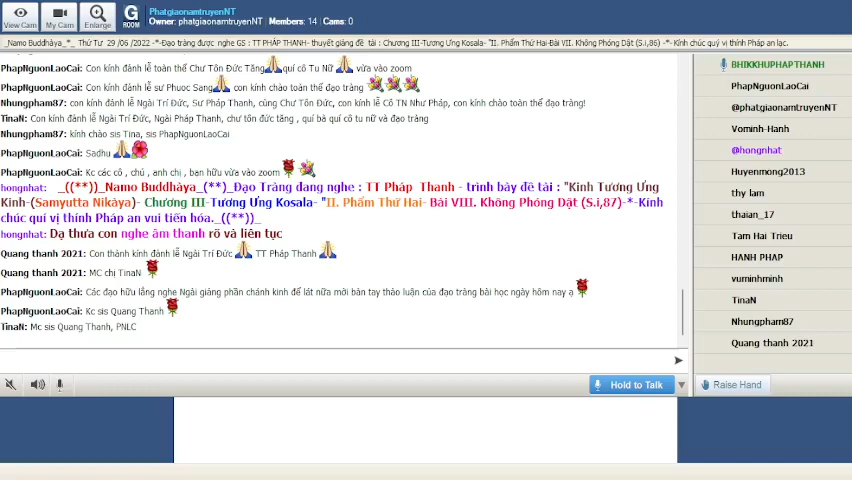 View Cam
My Cam
Enlarge
G
ROOM
PhatgiaonamtruyenNT
Owner: phatgiaonamtruyenNT | Members: 14 | Cams: 0
_Namo Buddhàya_*_ Thứ Tư 29 /06 /2022 -*-Đạo tràng được nghe GS : TT PHÁP THANH- thuyết giảng đề tài : Chương III-Tương Ưng Kosala- "II. Phẩm Thứ Hai-Bài VII. Không Phóng Dật (S.i,86) -*-Kính chúc quý vị thính Pháp an lạc.
PhapNguonLaoCai: Con kính đảnh lễ toàn thể Chư Tôn Đức Tăng quí cô Tu Nữ vừa vào zoom
PhapNguonLaoCai: Con kính đảnh lễ sư Phuoc Sang con kính chào toàn thể đạo tràng
Nhungpham87: con kính đảnh lễ Ngài Trí Đức, Sư Pháp Thanh, cùng Chư Tôn Đức, con kính lễ Cô TN Như Pháp, con kính chào toàn thể đạo tràng!
TinaN: Con kính đảnh lễ Ngài Trí Đức, Ngài Pháp Thanh, chư tôn đức tăng , quí bà quí cô tu nữ và đạo tràng
Nhungpham87: kính chào sis Tina, sis PhapNguonLaoCai
PhapNguonLaoCai: Sadhu
PhapNguonLaoCai: Kc các cô , chú , anh chị , bạn hữu vừa vào zoom
hongnhat: _((**))_Namo Buddhàya_(**)_Đạo Tràng đang nghe : TT Pháp Thanh - trình bày đề tài : "Kinh Tương Ưng
Kinh-(Samyutta Nikàya)- Chương III-Tương Ưng Kosala- "II. Phẩm Thứ Hai- Bài VIII. Không Phóng Dật (S.i,87)-*-Kính
chúc quí vị thính Pháp an vui tiến hóa._((**))_
hongnhat: Dạ thưa con nghe âm thanh rõ và liên tục
Quang thanh 2021: Con thành kính đảnh lễ Ngài Trí Đức TT Pháp Thanh
Quang thanh 2021: MC chị TinaN
PhapNguonLaoCai: Các đạo hữu lắng nghe Ngài giảng phần chánh kinh để lát nữa mời bàn tay thảo luận của đạo tràng bài học ngày hôm nay ạ
PhapNguonLaoCai: Kc sis Quang Thanh
TinaN: Mc sis Quang Thanh, PNLC
Hold to Talk
BHIKKHUPHAPTHANH
PhapNguonLaoCai
@phatgiaonamtruyenNT
Vominh-Hanh
@hongnhat
Huyenmong2013
thy lam
thaian_17
Tam Hai Trieu
HANH PHAP
vuminhminh
TinaN
Nhungpham87
Quang thanh 2021
Raise Hand